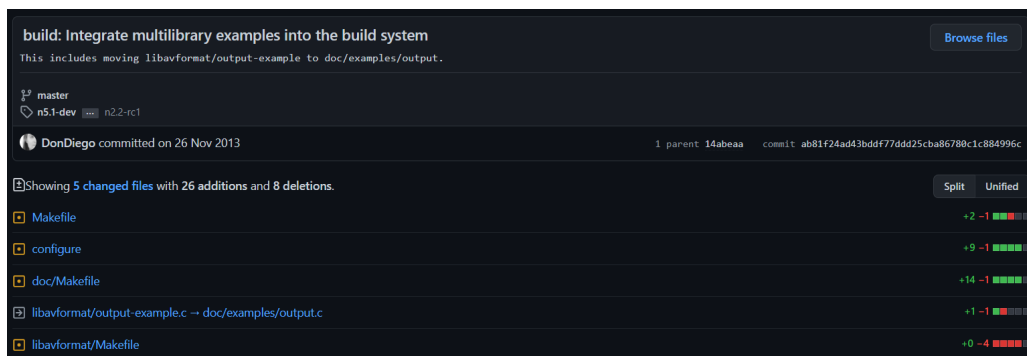 build: Integrate multilibrary examples into the build system
Browse files
This includes moving libavformat/output-example to doc/examples/output.
master
n5.1-dev ... n2.2-rc1
DonDiego committed on 26 Nov 2013
1 parent 14abeaa commit ab81f24ad43bddf77ddd25cba86780c1c884996c
Showing 5 changed files with 26 additions and 8 deletions.
Split Unified
Makefile +2 −1
configure +9 −1
doc/Makefile +14 −1
libavformat/output-example.c → doc/examples/output.c +1 −1
libavformat/Makefile +0 −4